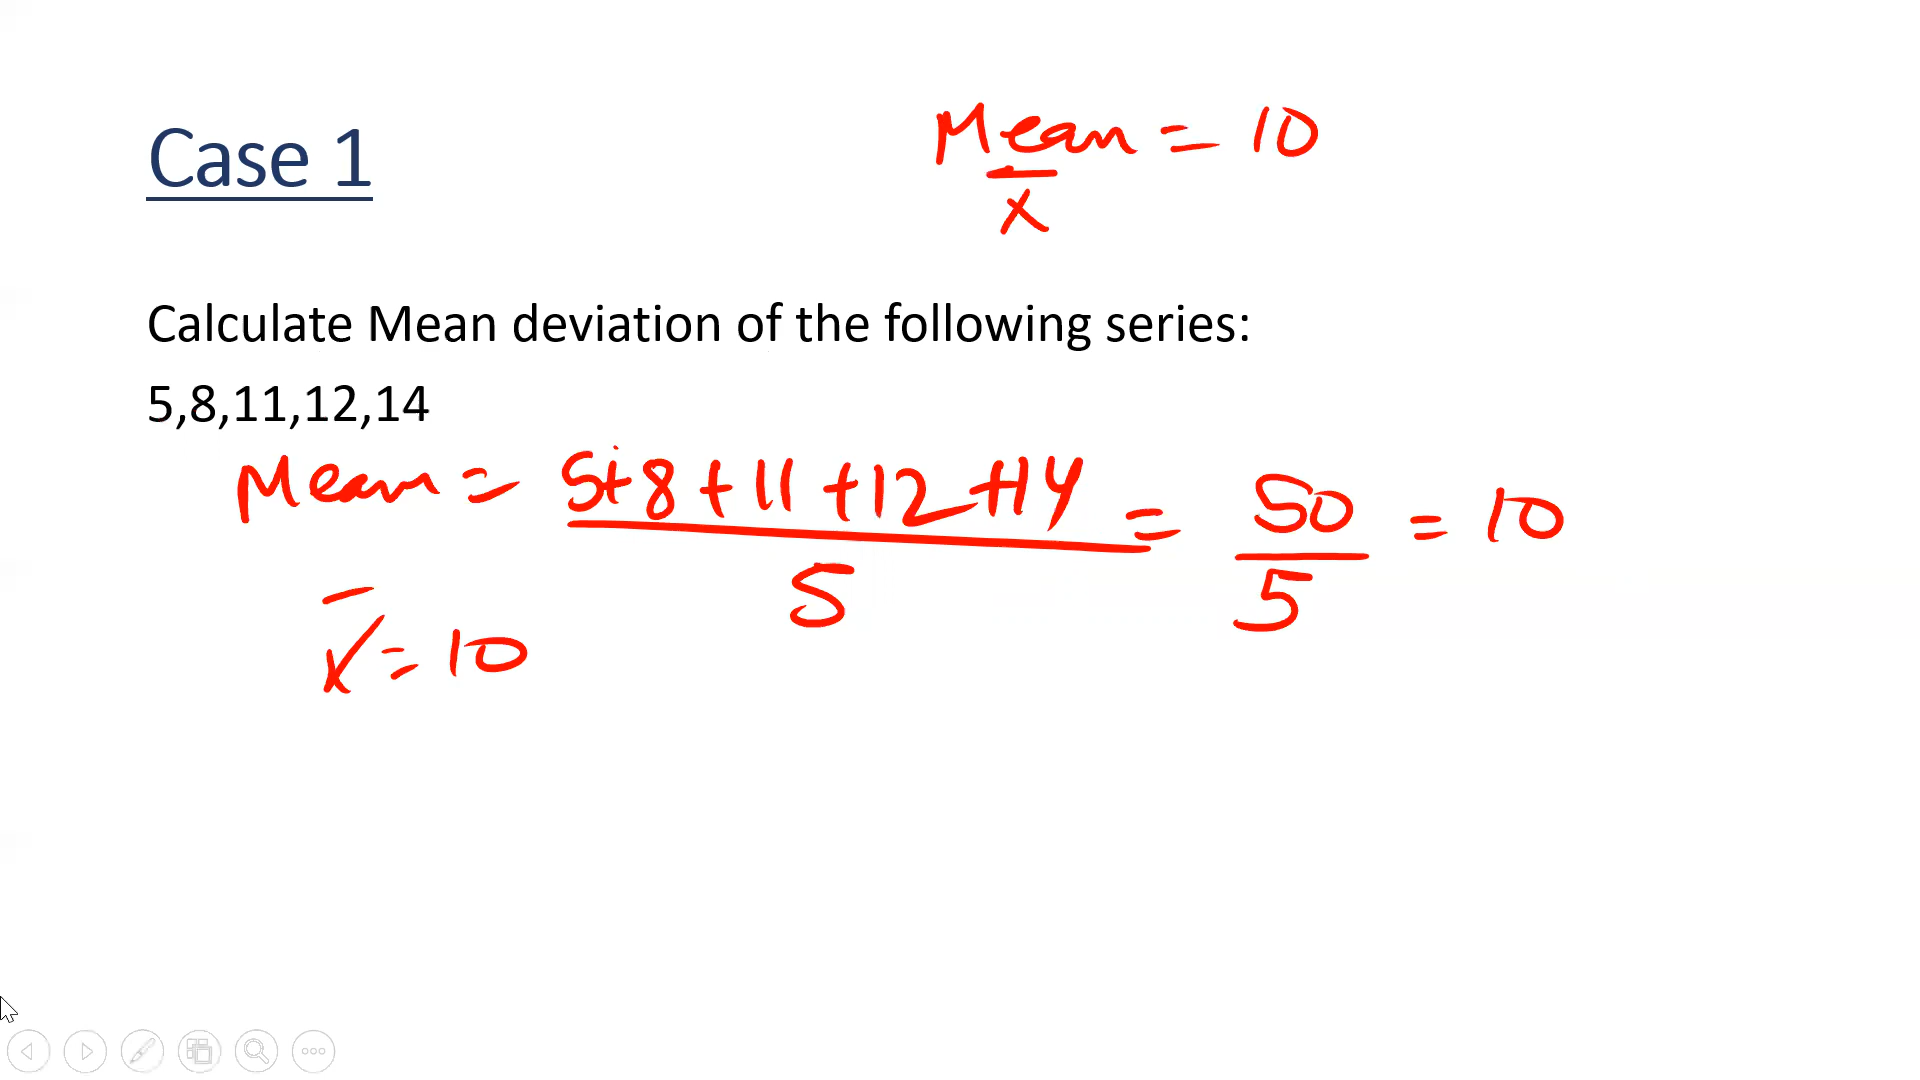 Mean = 10
x̅
Case 1
Calculate Mean deviation of the following series:
5,8,11,12,14
Mean = 5+8+11+12+14 = 50 = 10
5 5
x̅ = 10